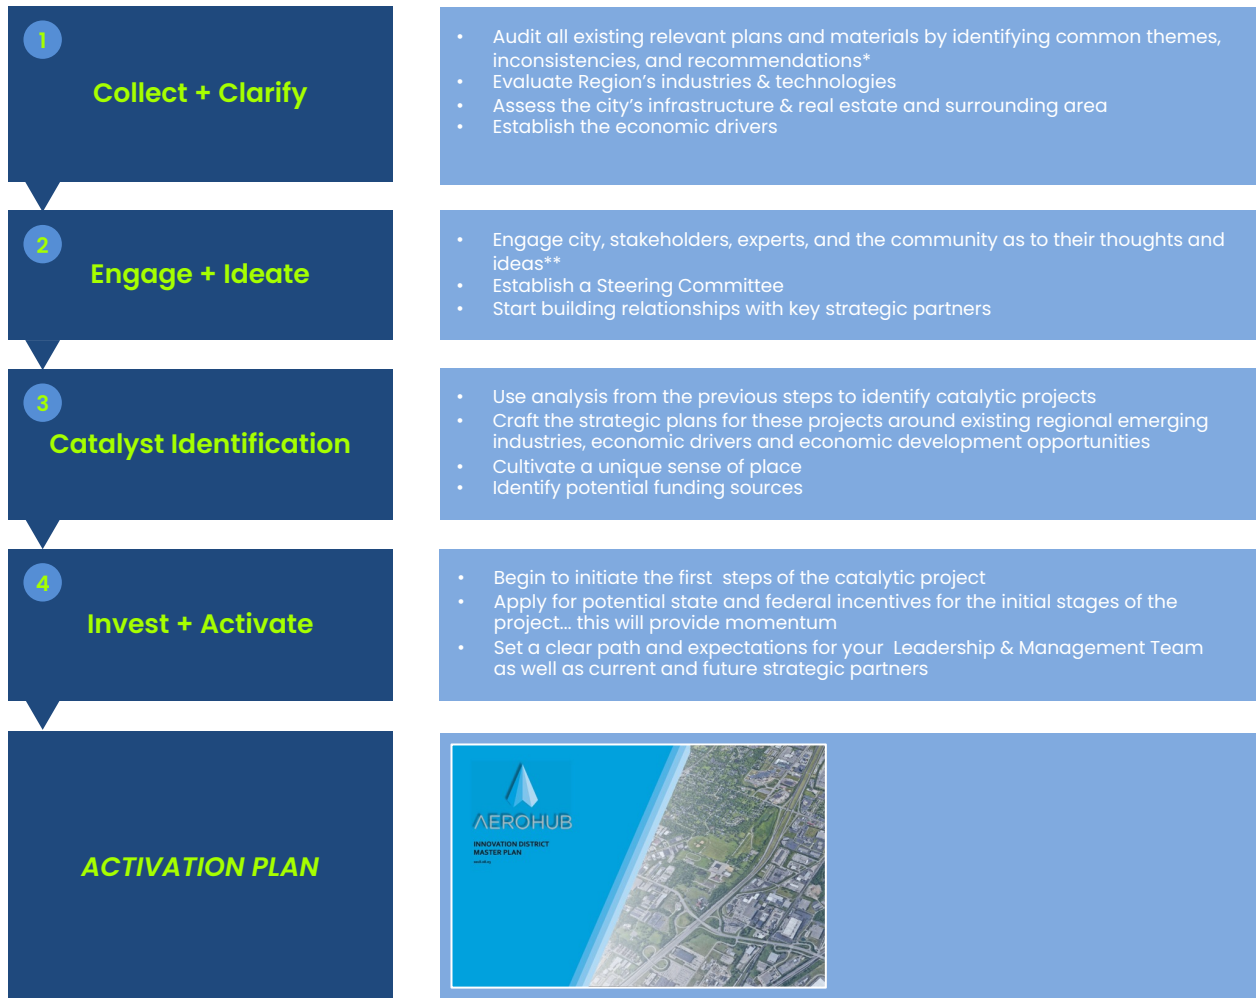 1
Collect + Clarify
• Audit all existing relevant plans and materials by identifying common themes,
inconsistencies, and recommendations*
• Evaluate Region's industries & technologies
• Assess the city's infrastructure & real estate and surrounding area
• Establish the economic drivers
2
Engage + Ideate
• Engage city, stakeholders, experts, and the community as to their thoughts and
ideas**
• Establish a Steering Committee
• Start building relationships with key strategic partners
3
Catalyst Identification
• Use analysis from the previous steps to identify catalytic projects
• Craft the strategic plans for these projects around existing regional emerging
industries, economic drivers and economic development opportunities
• Cultivate a unique sense of place
• Identify potential funding sources
4
Invest + Activate
• Begin to initiate the first  steps of the catalytic project
• Apply for potential state and federal incentives for the initial stages of the
project... this will provide momentum
• Set a clear path and expectations for your  Leadership & Management Team
as well as current and future strategic partners
ACTIVATION PLAN
AEROHUB
INNOVATION DISTRICT
MASTER PLAN